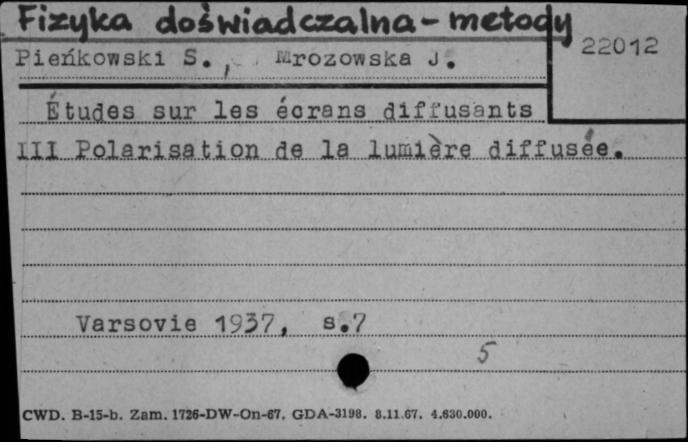 Fizyka doświadczalna - metody
22012
Pieńkowski S., Mrozowska J.
Études sur les écrans diffusants
III Polarisation de la lumière diffusée.
Varsovie 1937, s.7
5
CWD. B-15-b. Zam. 1726-DW-On-67. GDA-3198. 8.11.67. 4.630.000.